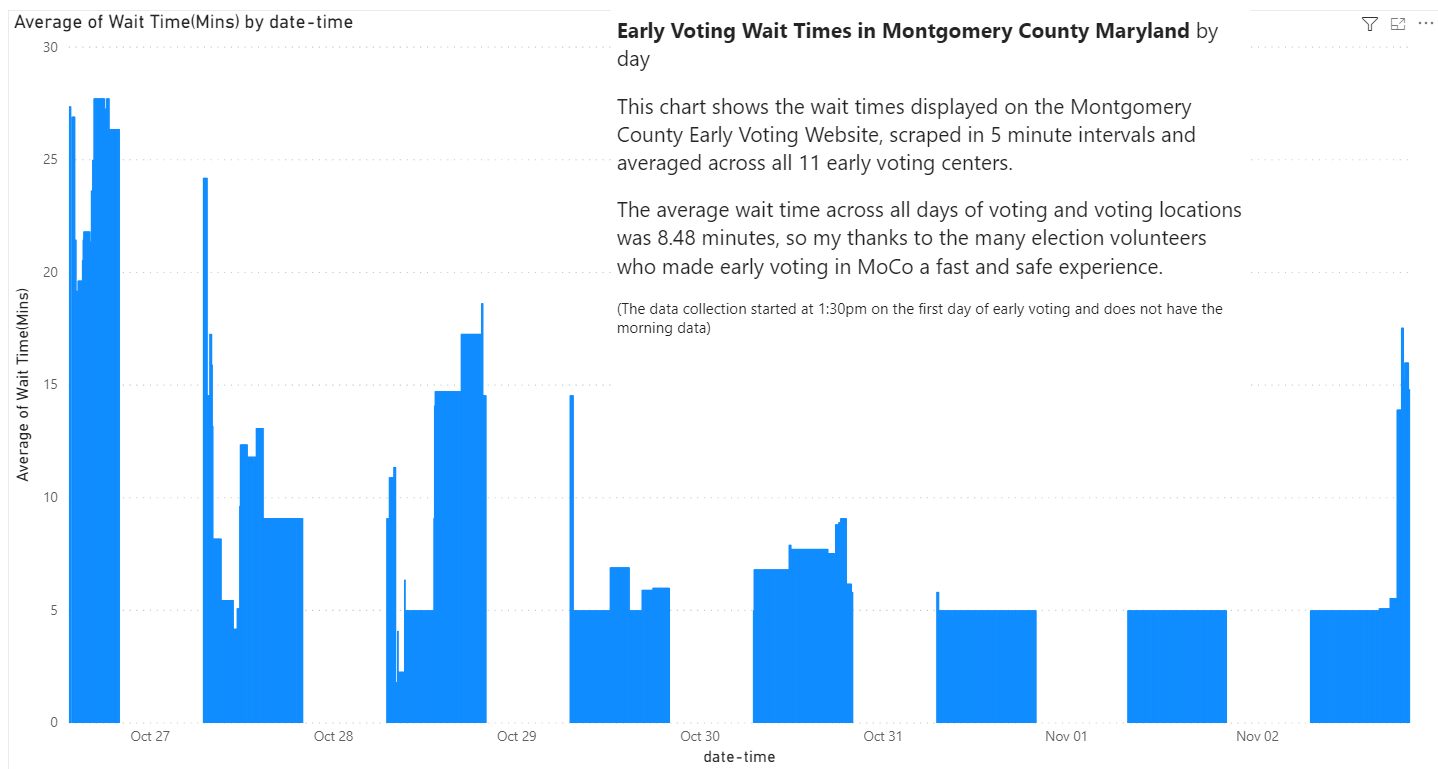 Average of Wait Time(Mins) by date-time
Early Voting Wait Times in Montgomery County Maryland by
day
This chart shows the wait times displayed on the Montgomery
County Early Voting Website, scraped in 5 minute intervals and
averaged across all 11 early voting centers.
The average wait time across all days of voting and voting locations
was 8.48 minutes, so my thanks to the many election volunteers
who made early voting in MoCo a fast and safe experience.
(The data collection started at 1:30pm on the first day of early voting and does not have the
morning data)
Average of Wait Time(Mins)
30
25
20
15
10
5
0
Oct 27 Oct 28 Oct 29 Oct 30 Oct 31 Nov 01 Nov 02
date-time